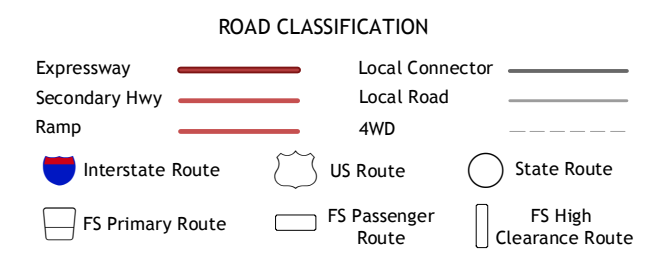 ROAD CLASSIFICATION
Expressway
Local Connector
Secondary Hwy
Local Road
Ramp
4WD
Interstate Route
US Route
State Route
FS Primary Route
FS Passenger
Route
FS High
Clearance Route